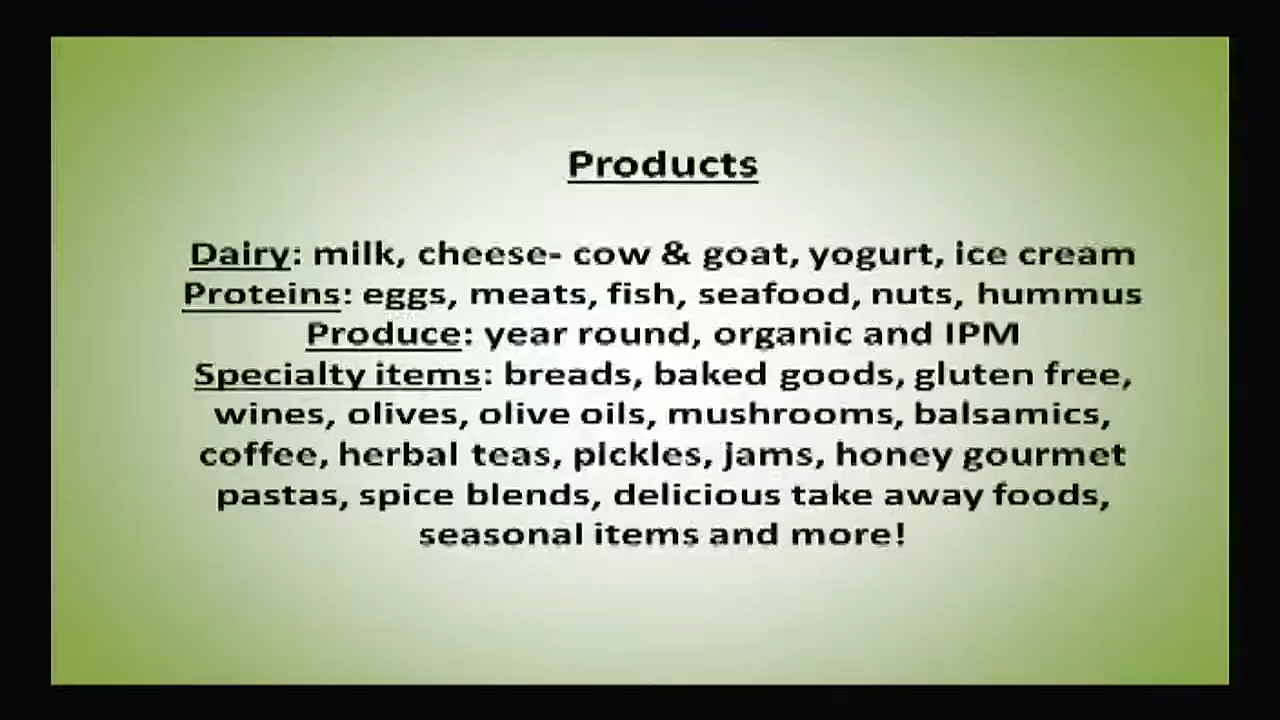 Products
Dairy: milk, cheese- cow & goat, yogurt, ice cream
Proteins: eggs, meats, fish, seafood, nuts, hummus
Produce: year round, organic and IPM
Specialty items: breads, baked goods, gluten free,
wines, olives, olive oils, mushrooms, balsamics,
coffee, herbal teas, pickles, jams, honey gourmet
pastas, spice blends, delicious take away foods,
seasonal items and more!